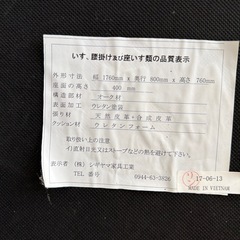 いす、腰掛け及び座いす類の品質表示
外形寸法 幅 1760mm x 奥行 800mm x 高さ 760mm
座面の高さ 400 mm
構造部材 オーク材
表面加工 ウレタン塗装
張り材 天然皮革・合成皮革
クッション材 ウレタンフォーム
取り扱い上の注意
イ)直射日光又はストーブなどの熱を避けて下さい。
表示者 (株) シギヤマ家具工業
TEL 番号 0944-63-3828
17-06-13
MADE IN VIETNAM